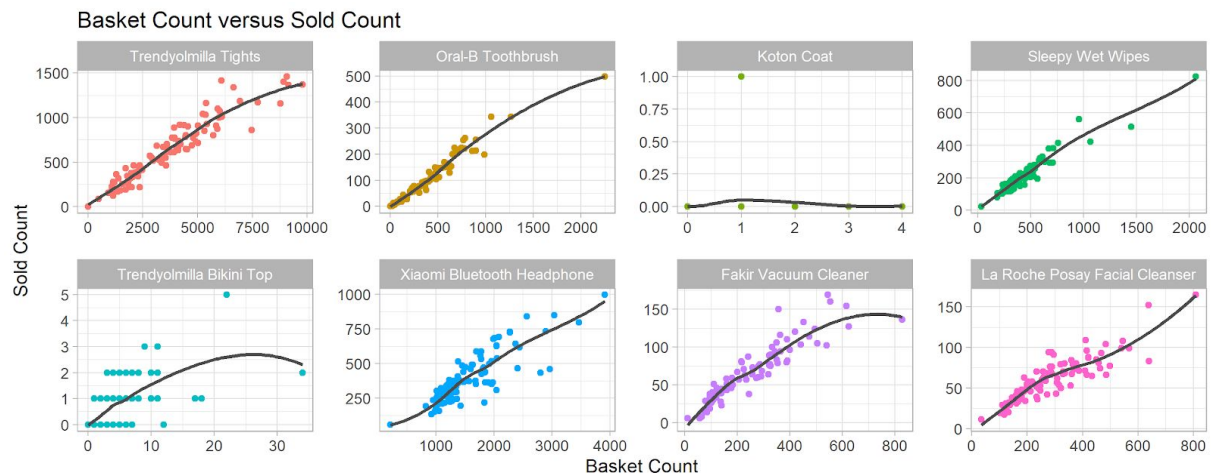 Basket Count versus Sold Count
Trendyolmilla Tights
Oral-B Toothbrush
Koton Coat
Sleepy Wet Wipes
1500
1000
500
0
0 2500 5000 7500 10000
500
400
300
200
100
0
0 500 1000 1500 2000
1.00
0.75
0.50
0.25
0.00
0 1 2 3 4
800
600
400
200
0
0 500 1000 1500 2000
Sold Count
Trendyolmilla Bikini Top
Xiaomi Bluetooth Headphone
Fakir Vacuum Cleaner
La Roche Posay Facial Cleanser
5
4
3
2
1
0
0 10 20 30
1000
750
500
250
1000 2000 3000 4000
150
100
50
0
0 200 400 600 800
150
100
50
0
0 200 400 600 800
Basket Count